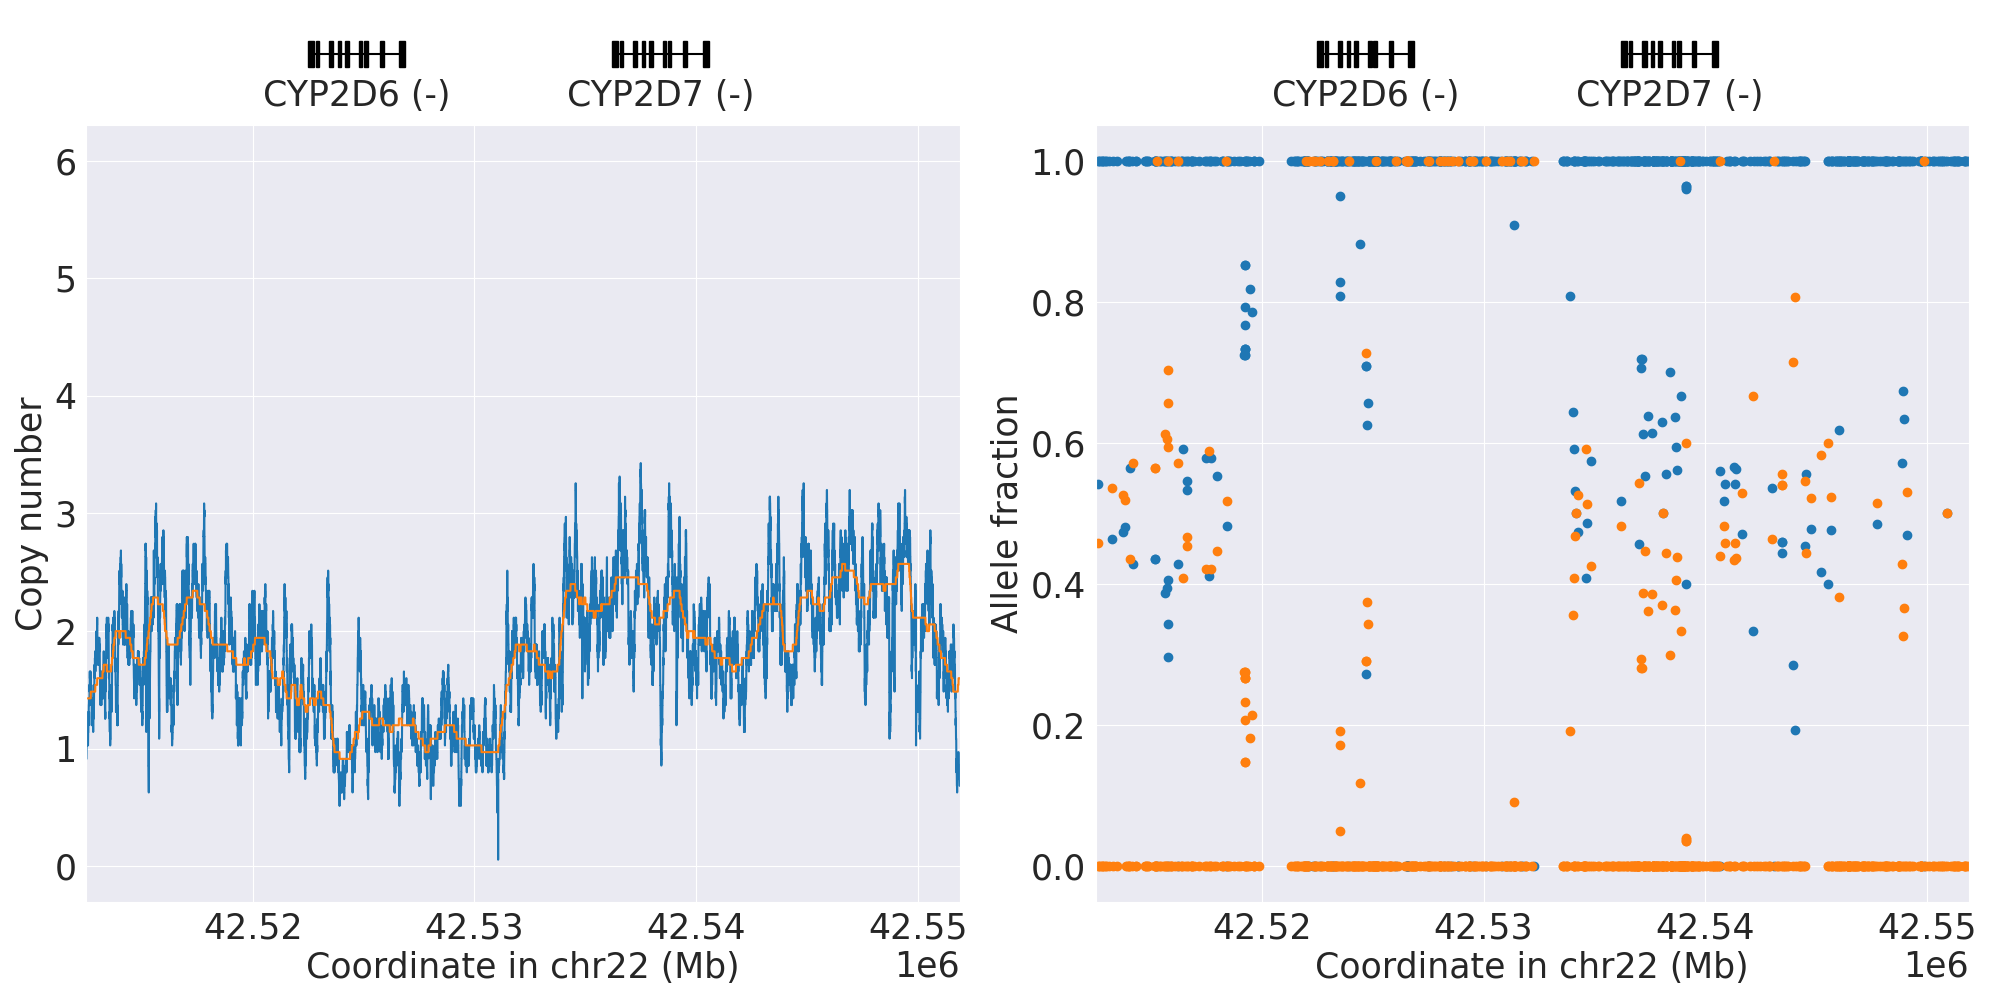 CYP2D6 (-)
CYP2D7 (-)
6
5
4
3
2
1
0
Copy number
42.52
42.53
42.54
42.55
Coordinate in chr22 (Mb)
1e6
CYP2D6 (-)
CYP2D7 (-)
1.0
0.8
0.6
0.4
0.2
0.0
Allele fraction
42.52
42.53
42.54
42.55
Coordinate in chr22 (Mb)
1e6